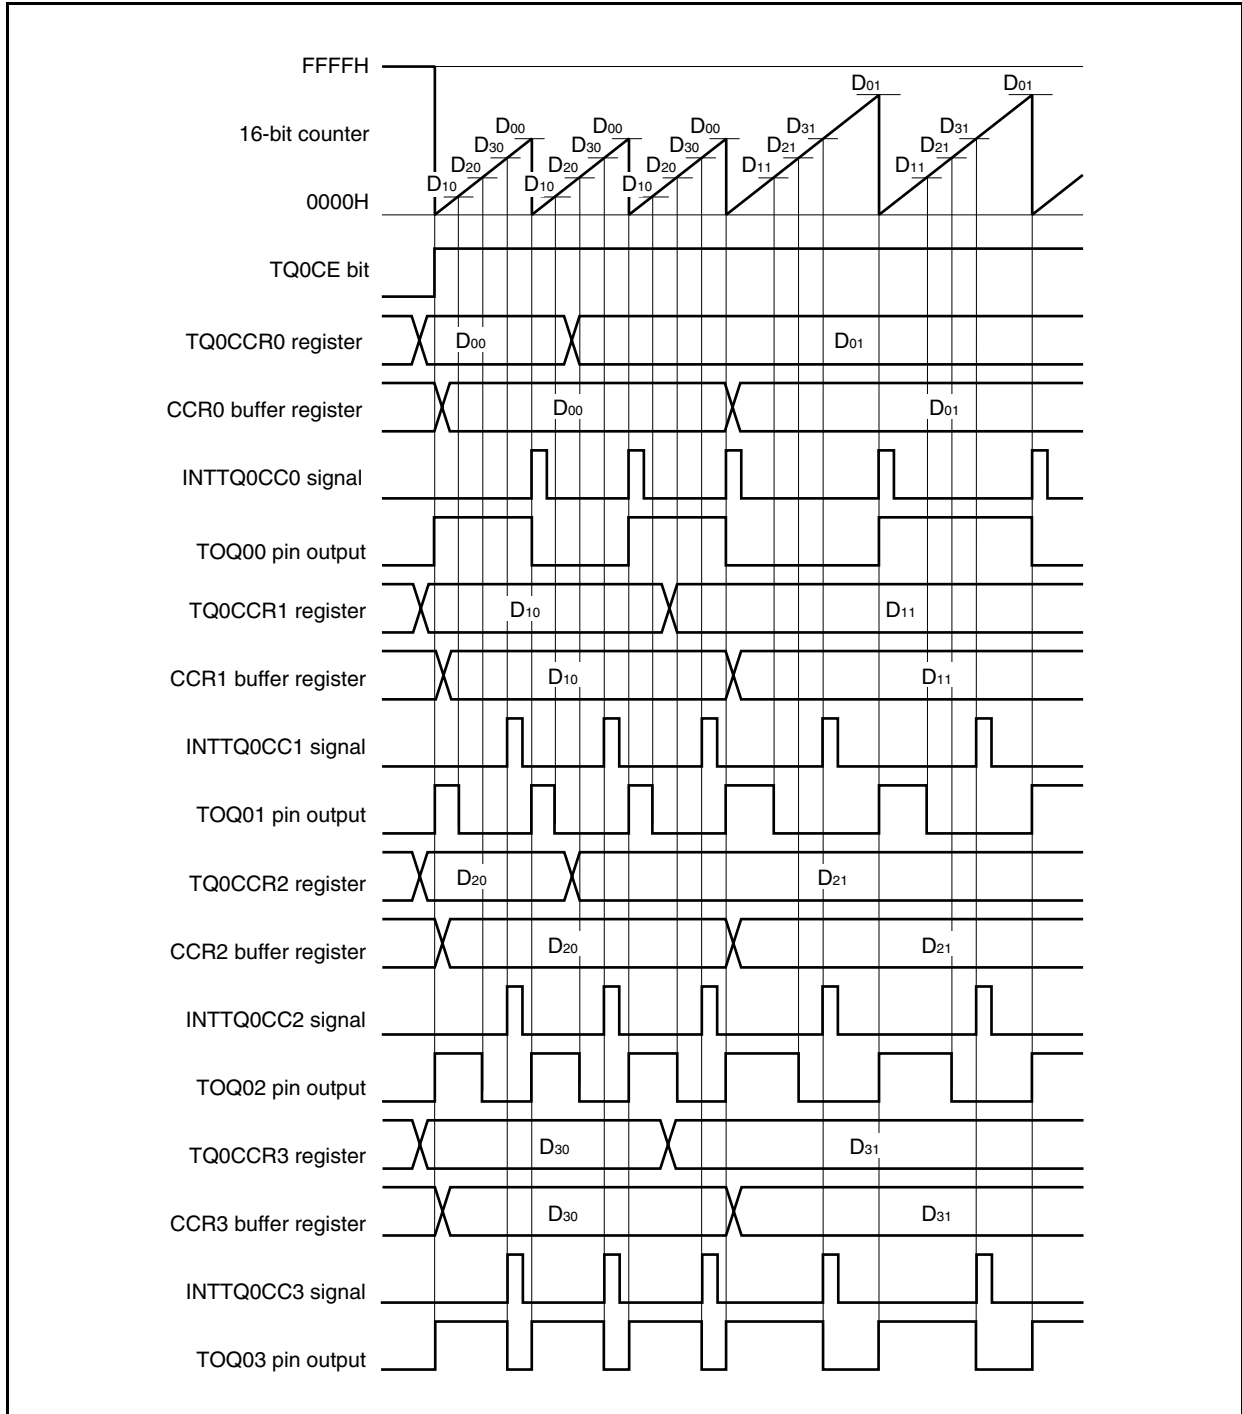 FFFFH
D01 D01
16-bit counter
D00 D00 D00 D31 D31
D30 D30 D30 D21 D21
D20 D20 D20 D11 D11
D10 D10 D10
0000H
TQ0CE bit
TQ0CCR0 register D00 D01
CCR0 buffer register D00 D01
INTTQ0CC0 signal
TOQ00 pin output
TQ0CCR1 register D10 D11
CCR1 buffer register D10 D11
INTTQ0CC1 signal
TOQ01 pin output
TQ0CCR2 register D20 D21
CCR2 buffer register D20 D21
INTTQ0CC2 signal
TOQ02 pin output
TQ0CCR3 register D30 D31
CCR3 buffer register D30 D31
INTTQ0CC3 signal
TOQ03 pin output